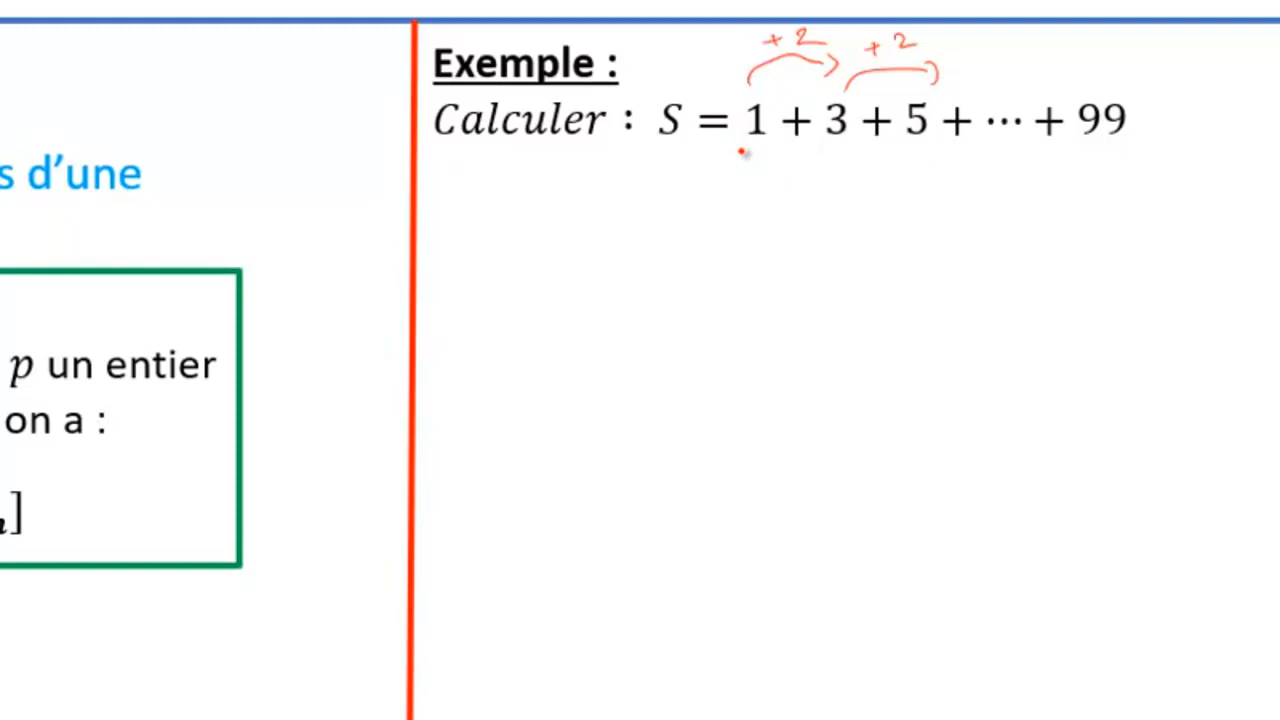 s d’une
p un entier
on a :
]
Exemple :
+2 +2
Calculer : S = 1 + 3 + 5 + ⋯ + 99